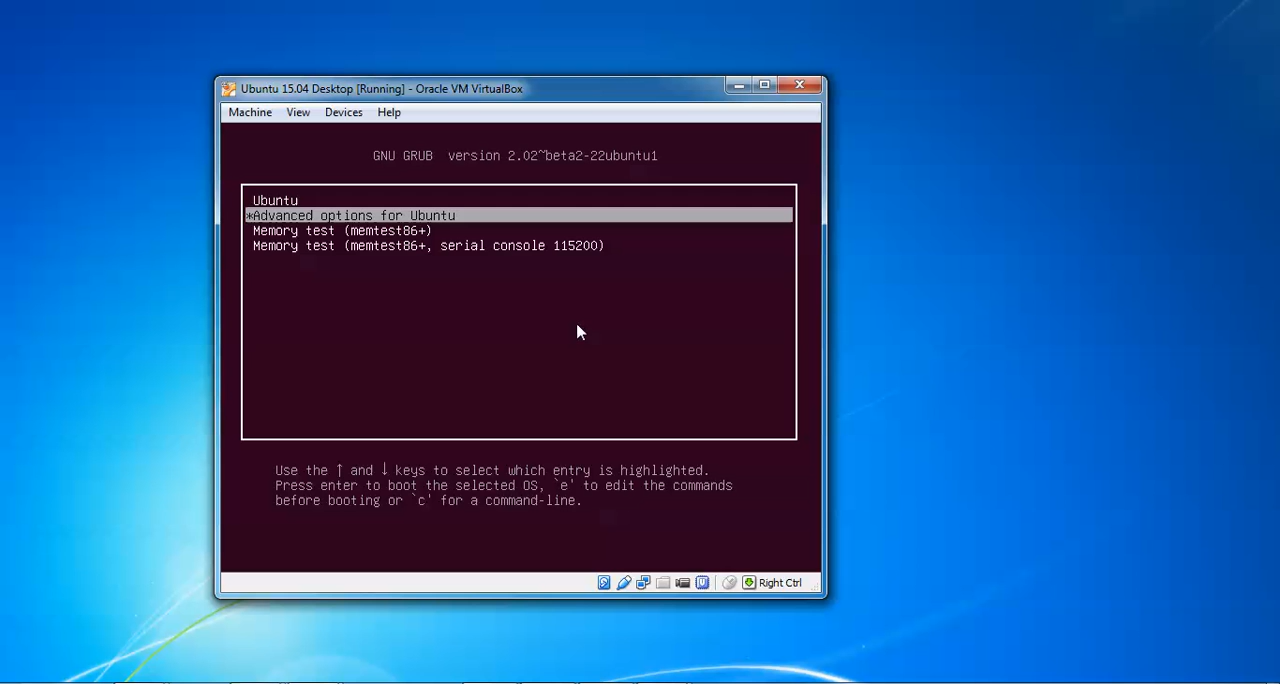 Ubuntu 15.04 Desktop [Running] - Oracle VM VirtualBox
Machine View Devices Help
GNU GRUB version 2.02~beta2-22ubuntu1
Ubuntu
*Advanced options for Ubuntu
Memory test (memtest86+)
Memory test (memtest86+, serial console 115200)
Use the ↑ and ↓ keys to select which entry is highlighted.
Press enter to boot the selected OS, `e' to edit the commands
before booting or `c' for a command-line.
Right Ctrl